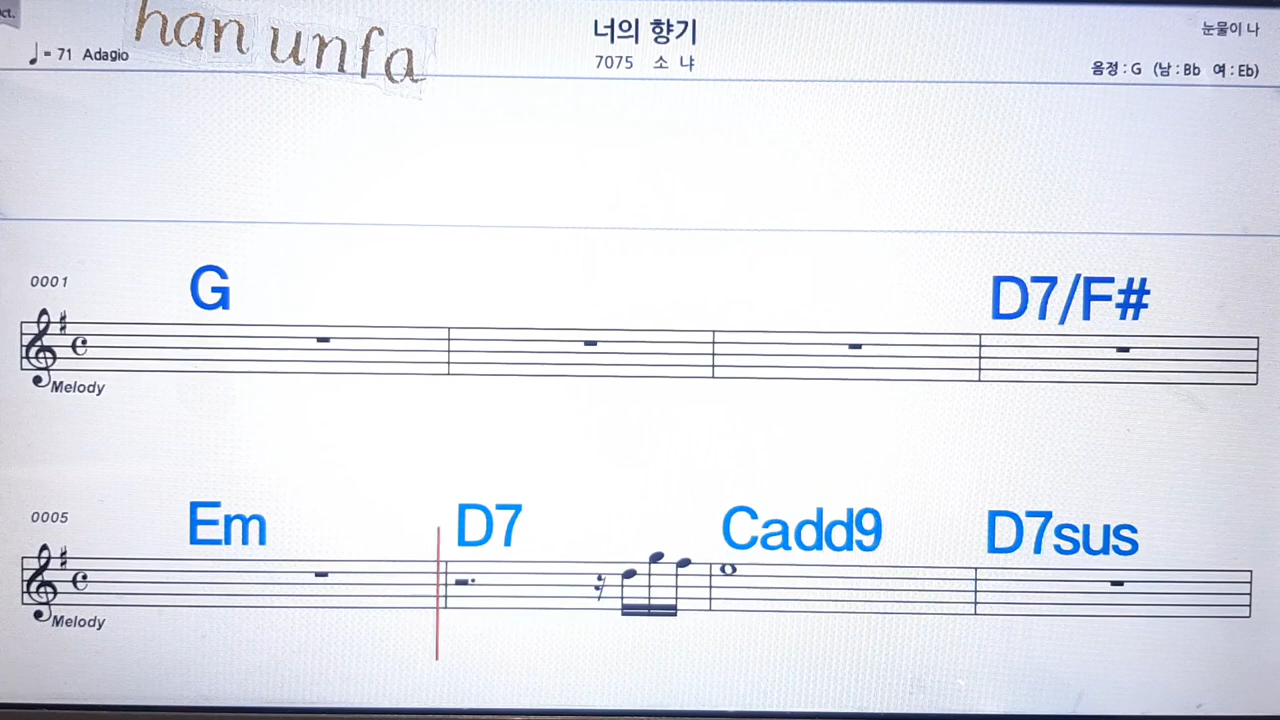 ct.
han unfa
너의 향기
눈물이 나
♩= 71 Adagio
7075 소 냐
음정 : G (남 : Bb 여 : Eb)
0001
G
D7/F#
Melody
0005
Em
D7
Cadd9
D7sus
Melody